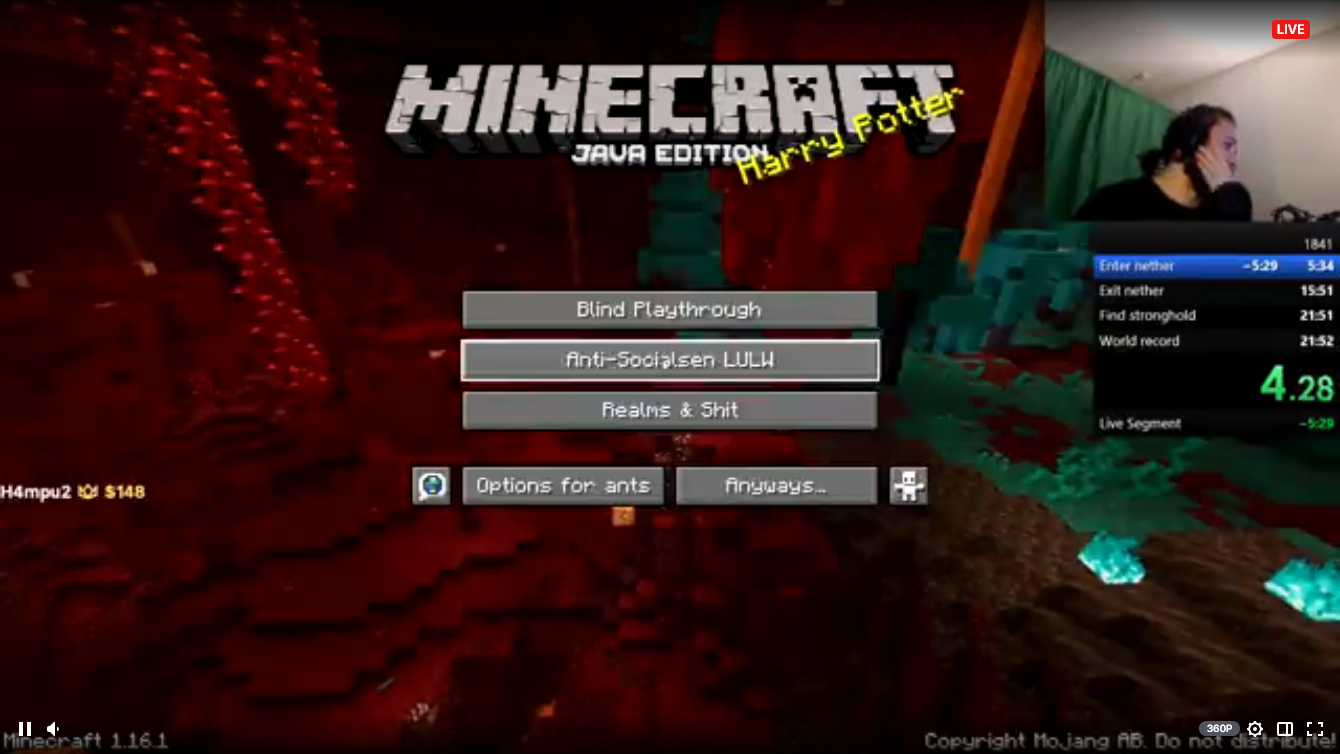 LIVE
MINECRAFT
JAVA EDITION
Harry Potter
1841
Enter nether -5:29 5:34
Exit nether 15:51
Find stronghold 21:51
World record 21:52
4.28
Live Segment -5:29
Blind Playthrough
Anti-Socialsen LULW
Realms & Shit
Options for ants
Anyways...
H4mpu2 $148
360P
Minecraft 1.16.1
Copyright Mojang AB. Do not distribute!